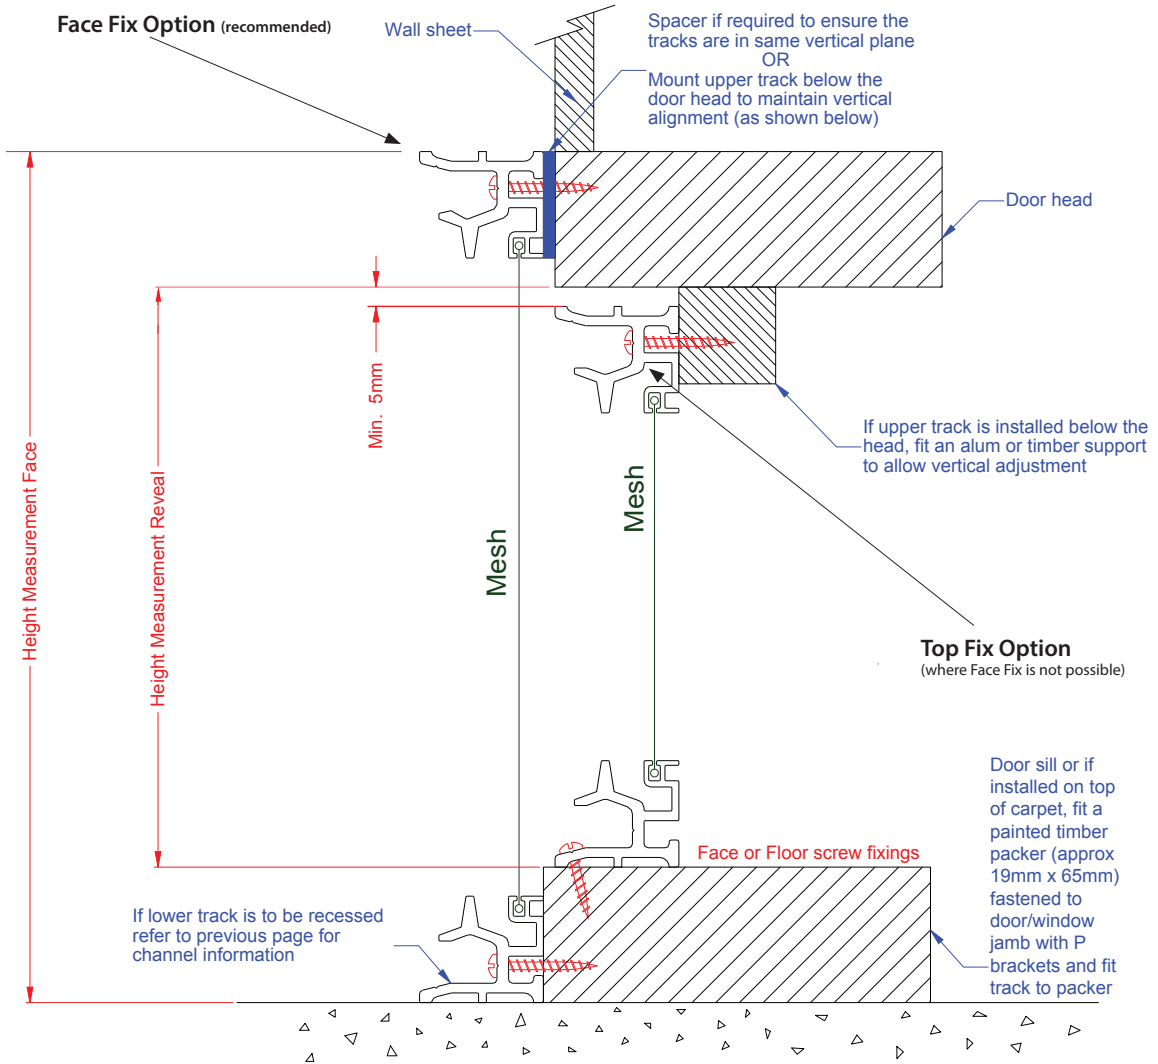 Face Fix Option (recommended)
Wall sheet
Spacer if required to ensure the
tracks are in same vertical plane
OR
Mount upper track below the
door head to maintain vertical
alignment (as shown below)
Door head
Min. 5mm
Height Measurement Face
Height Measurement Reveal
If upper track is installed below the
head, fit an alum or timber support
to allow vertical adjustment
Mesh
Mesh
Top Fix Option
(where Face Fix is not possible)
Door sill or if
installed on top
of carpet, fit a
painted timber
packer (approx
19mm x 65mm)
fastened to
door/window
jamb with P
brackets and fit
track to packer
Face or Floor screw fixings
If lower track is to be recessed
refer to previous page for
channel information